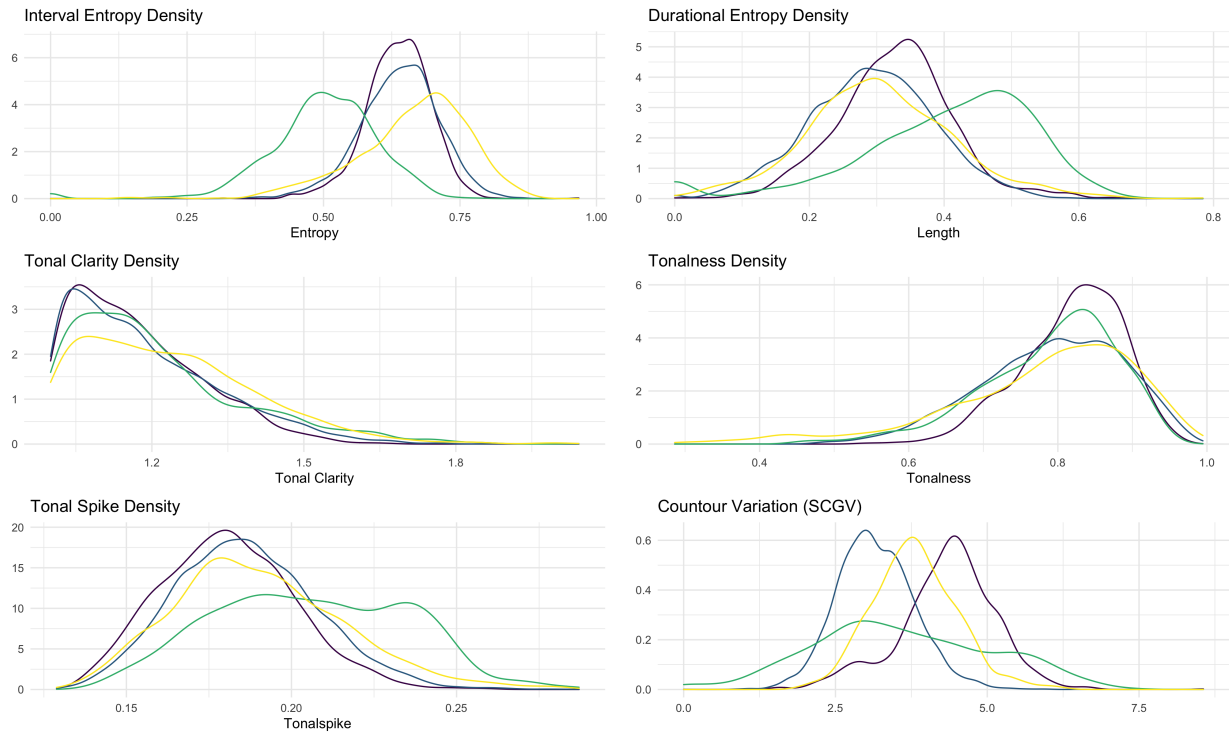 Interval Entropy Density
6
4
2
0
0.00 0.25 0.50 0.75 1.00
Entropy
Durational Entropy Density
5
4
3
2
1
0
0.0 0.2 0.4 0.6 0.8
Length
Tonal Clarity Density
3
2
1
0
1.2 1.5 1.8
Tonal Clarity
Tonalness Density
6
4
2
0
0.4 0.6 0.8 1.0
Tonalness
Tonal Spike Density
20
15
10
5
0
0.15 0.20 0.25
Tonalspike
Countour Variation (SCGV)
0.6
0.4
0.2
0.0
0.0 2.5 5.0 7.5